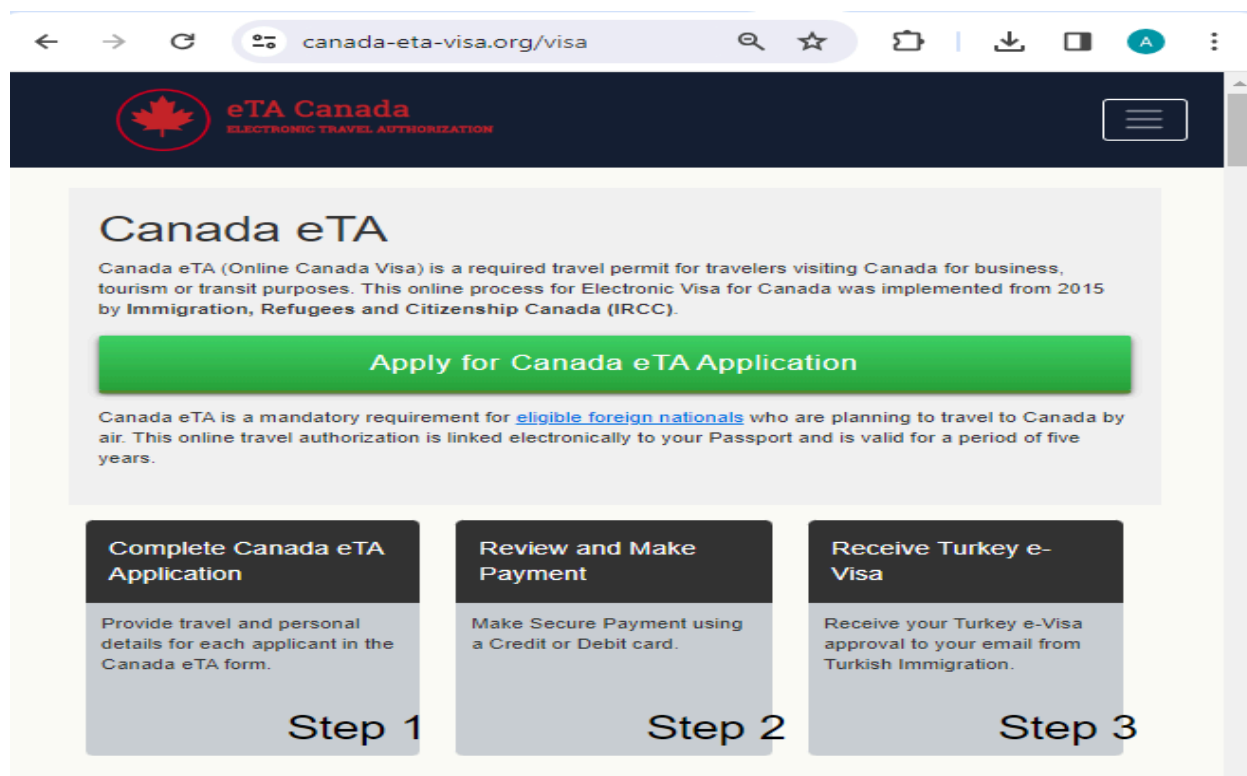 canada-eta-visa.org/visa
A
eTA Canada
ELECTRONIC TRAVEL AUTHORIZATION
Canada eTA
Canada eTA (Online Canada Visa) is a required travel permit for travelers visiting Canada for business,
tourism or transit purposes. This online process for Electronic Visa for Canada was implemented from 2015
by Immigration, Refugees and Citizenship Canada (IRCC).
Apply for Canada eTA Application
Canada eTA is a mandatory requirement for eligible foreign nationals who are planning to travel to Canada by
air. This online travel authorization is linked electronically to your Passport and is valid for a period of five
years.
Complete Canada eTA
Application
Provide travel and personal
details for each applicant in the
Canada eTA form.
Step 1
Review and Make
Payment
Make Secure Payment using
a Credit or Debit card.
Step 2
Receive Turkey e-
Visa
Receive your Turkey e-Visa
approval to your email from
Turkish Immigration.
Step 3